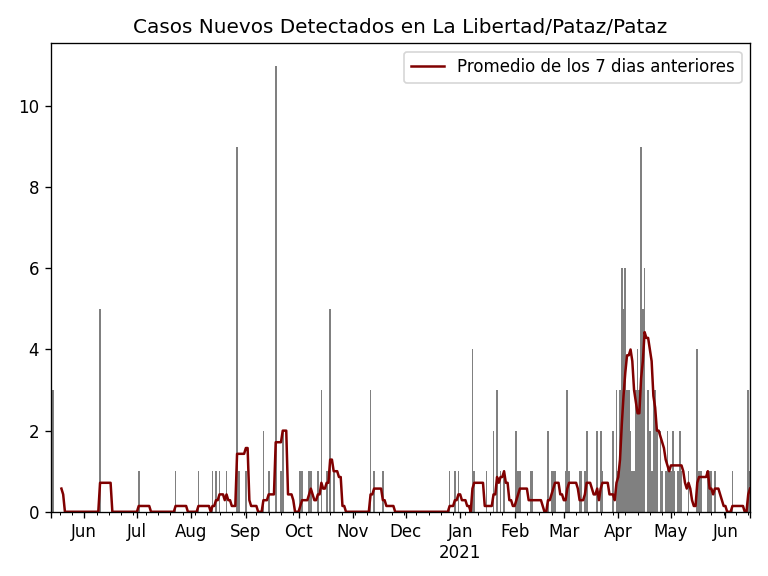 Casos Nuevos Detectados en La Libertad/Pataz/Pataz
Promedio de los 7 dias anteriores
10
8
6
4
2
0
Jun Jul Aug Sep Oct Nov Dec Jan Feb Mar Apr May Jun
2021